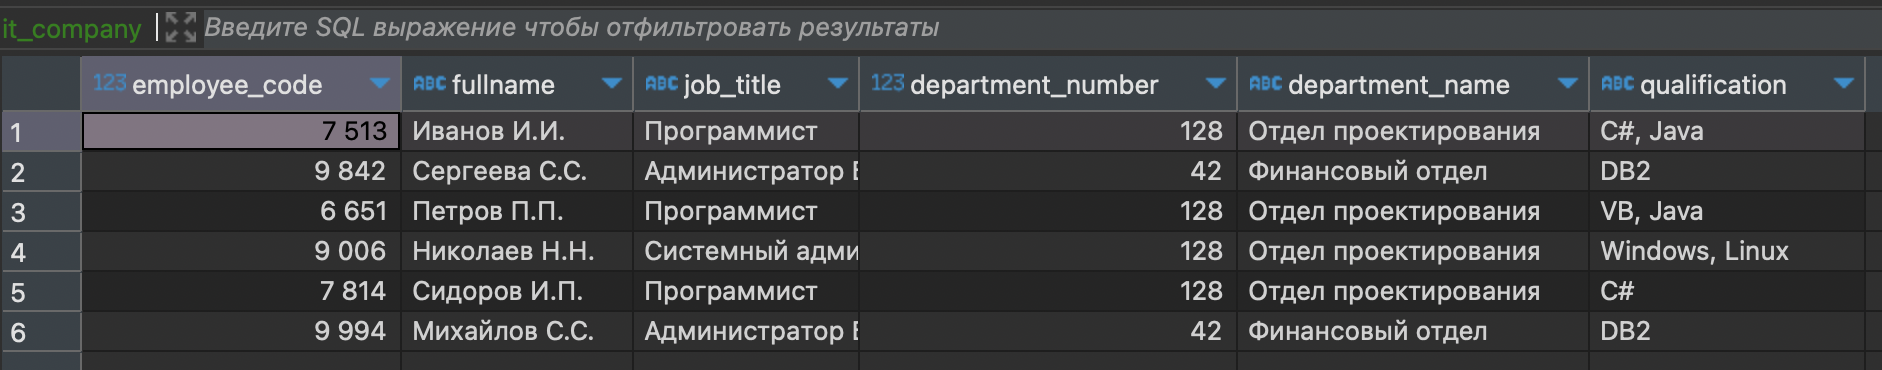 it_company Введите SQL выражение чтобы отфильтровать результаты
123 employee_code ABC fullname ABC job_title 123 department_number ABC department_name ABC qualification
1 7 513 Иванов И.И. Программист 128 Отдел проектирования C#, Java
2 9 842 Сергеева С.С. Администратор 42 Финансовый отдел DB2
3 6 651 Петров П.П. Программист 128 Отдел проектирования VB, Java
4 9 006 Николаев Н.Н. Системный адми 128 Отдел проектирования Windows, Linux
5 7 814 Сидоров И.П. Программист 128 Отдел проектирования C#
6 9 994 Михайлов С.С. Администратор 42 Финансовый отдел DB2